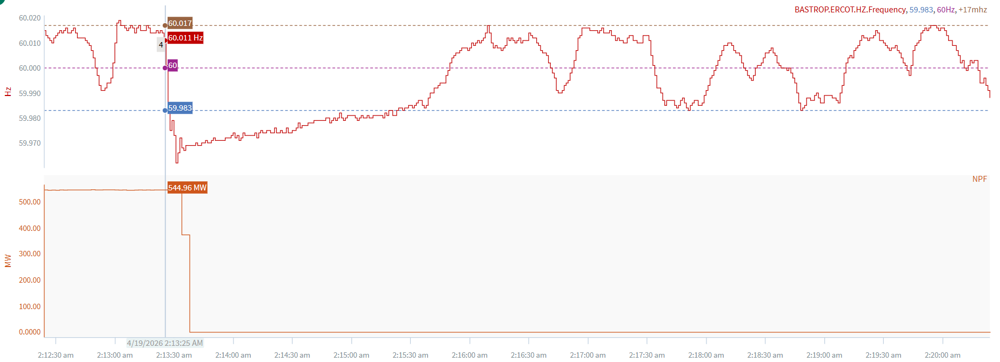 BASTROP.ERCOT.HZ.Frequency, 59.983, 60Hz, +17mhz
60.020
60.010
60.000
59.990
59.980
59.970
Hz
60.017
60.011 Hz
4
60
59.983
NPF
544.96 MW
500.00
400.00
300.00
200.00
100.00
0.0000
MW
4/19/2026 2:13:25 AM
2:12:30 am 2:13:00 am 2:13:30 am 2:14:00 am 2:14:30 am 2:15:00 am 2:15:30 am 2:16:00 am 2:16:30 am 2:17:00 am 2:17:30 am 2:18:00 am 2:18:30 am 2:19:00 am 2:19:30 am 2:20:00 am